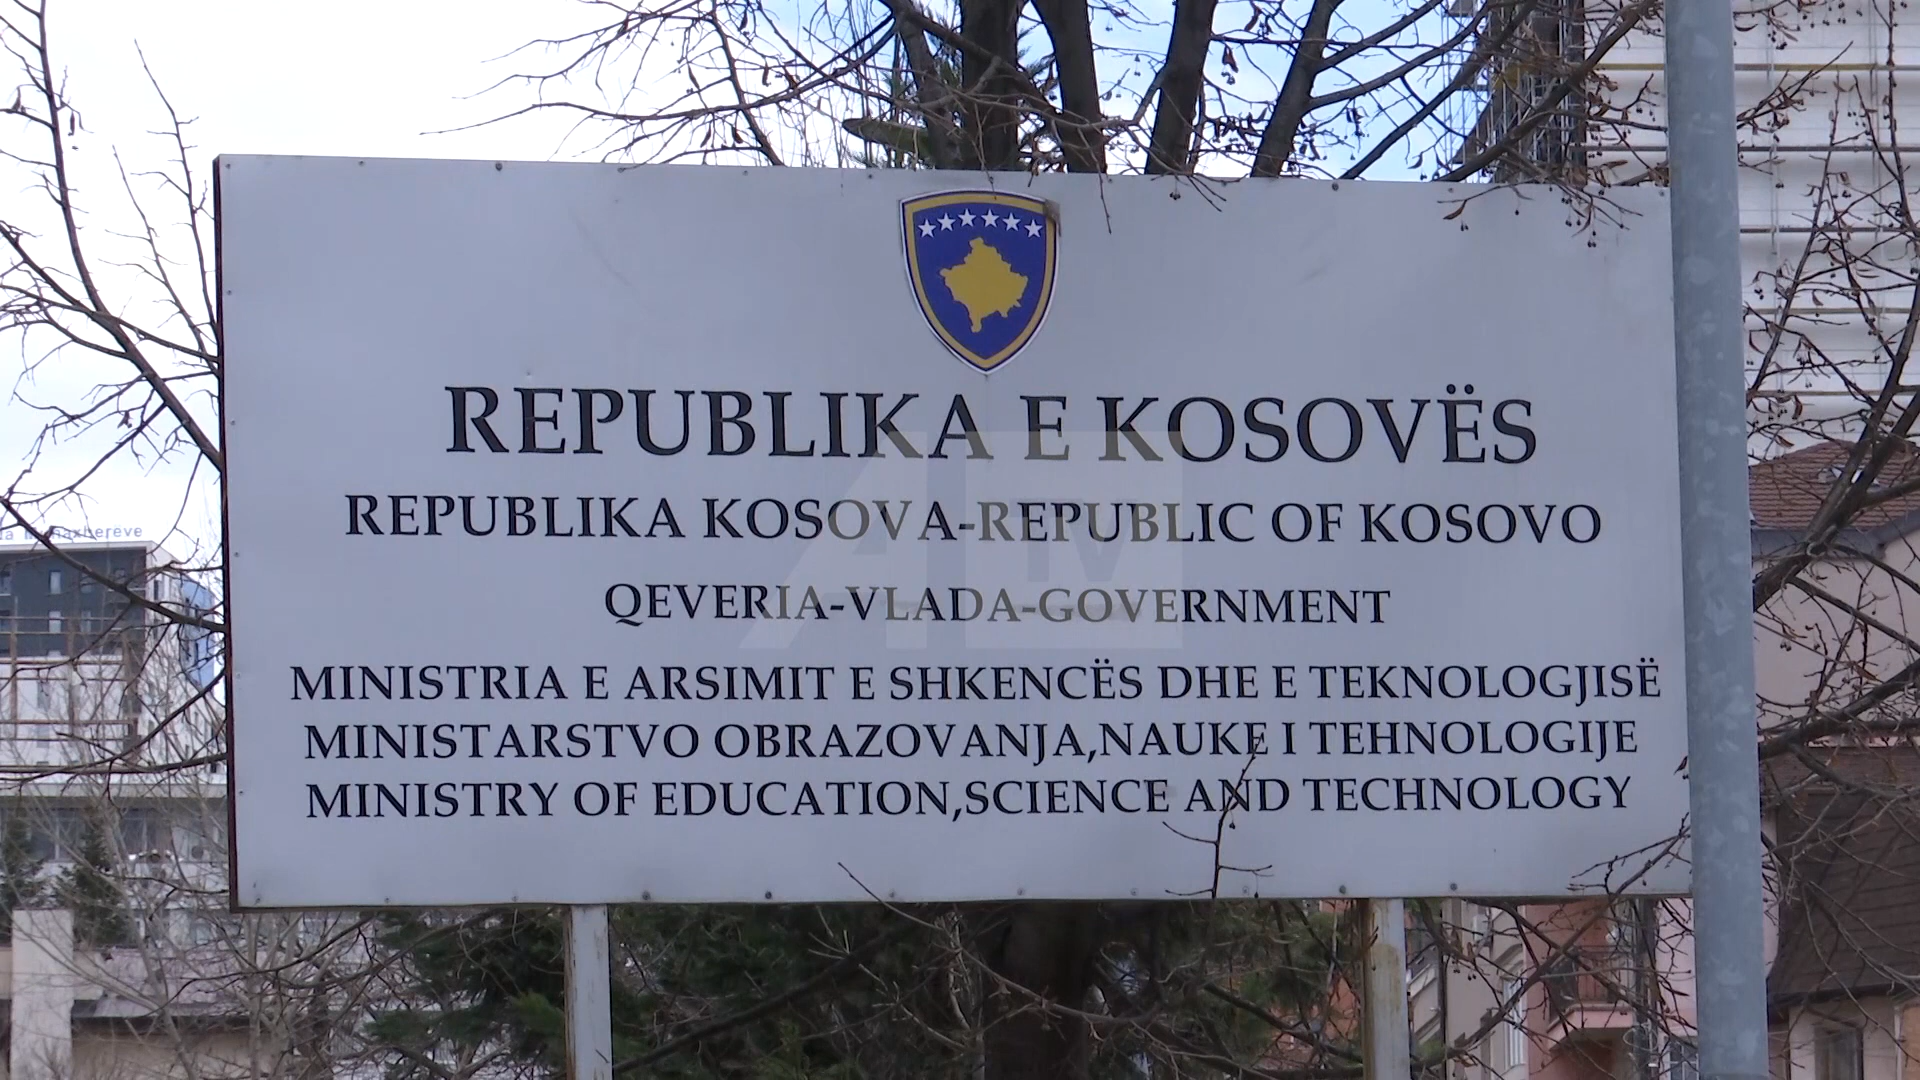 REPUBLIKA E KOSOVËS
REPUBLIKA KOSOVA-REPUBLIC OF KOSOVO
QEVERIA-VLADA-GOVERNMENT
MINISTRIA E ARSIMIT E SHKENCËS DHE E TEKNOLOGJISË
MINISTARSTVO OBRAZOVANJA,NAUKE I TEHNOLOGIJE
MINISTRY OF EDUCATION,SCIENCE AND TECHNOLOGY
TV